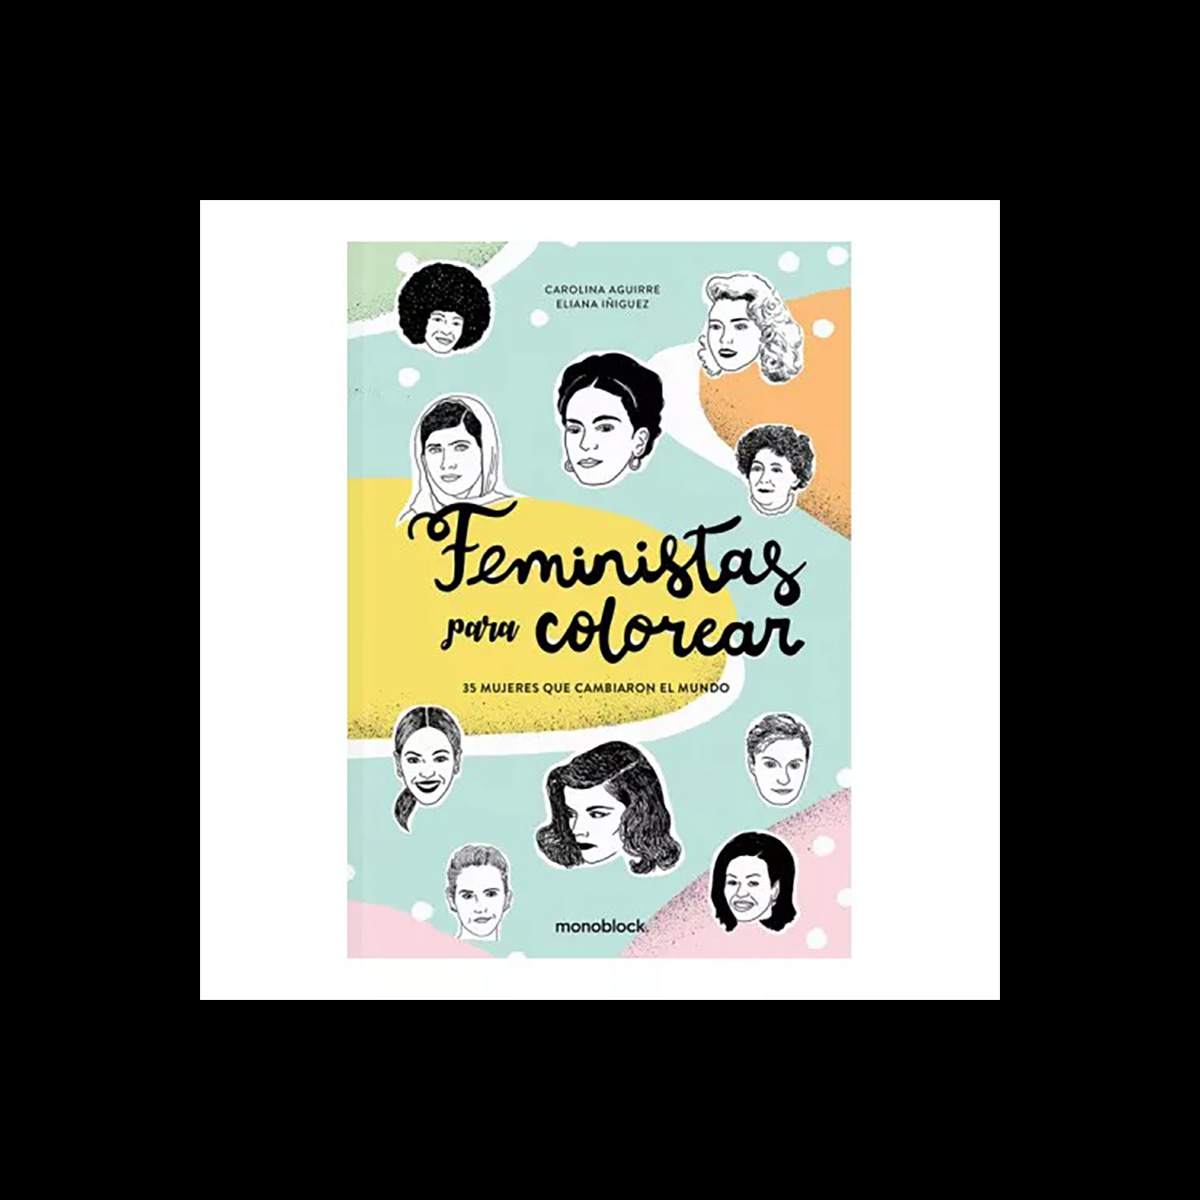 CAROLINA AGUIRRE
ELIANA IÑIGUEZ
Feministas
para colorear
35 MUJERES QUE CAMBIARON EL MUNDO
monoblock.